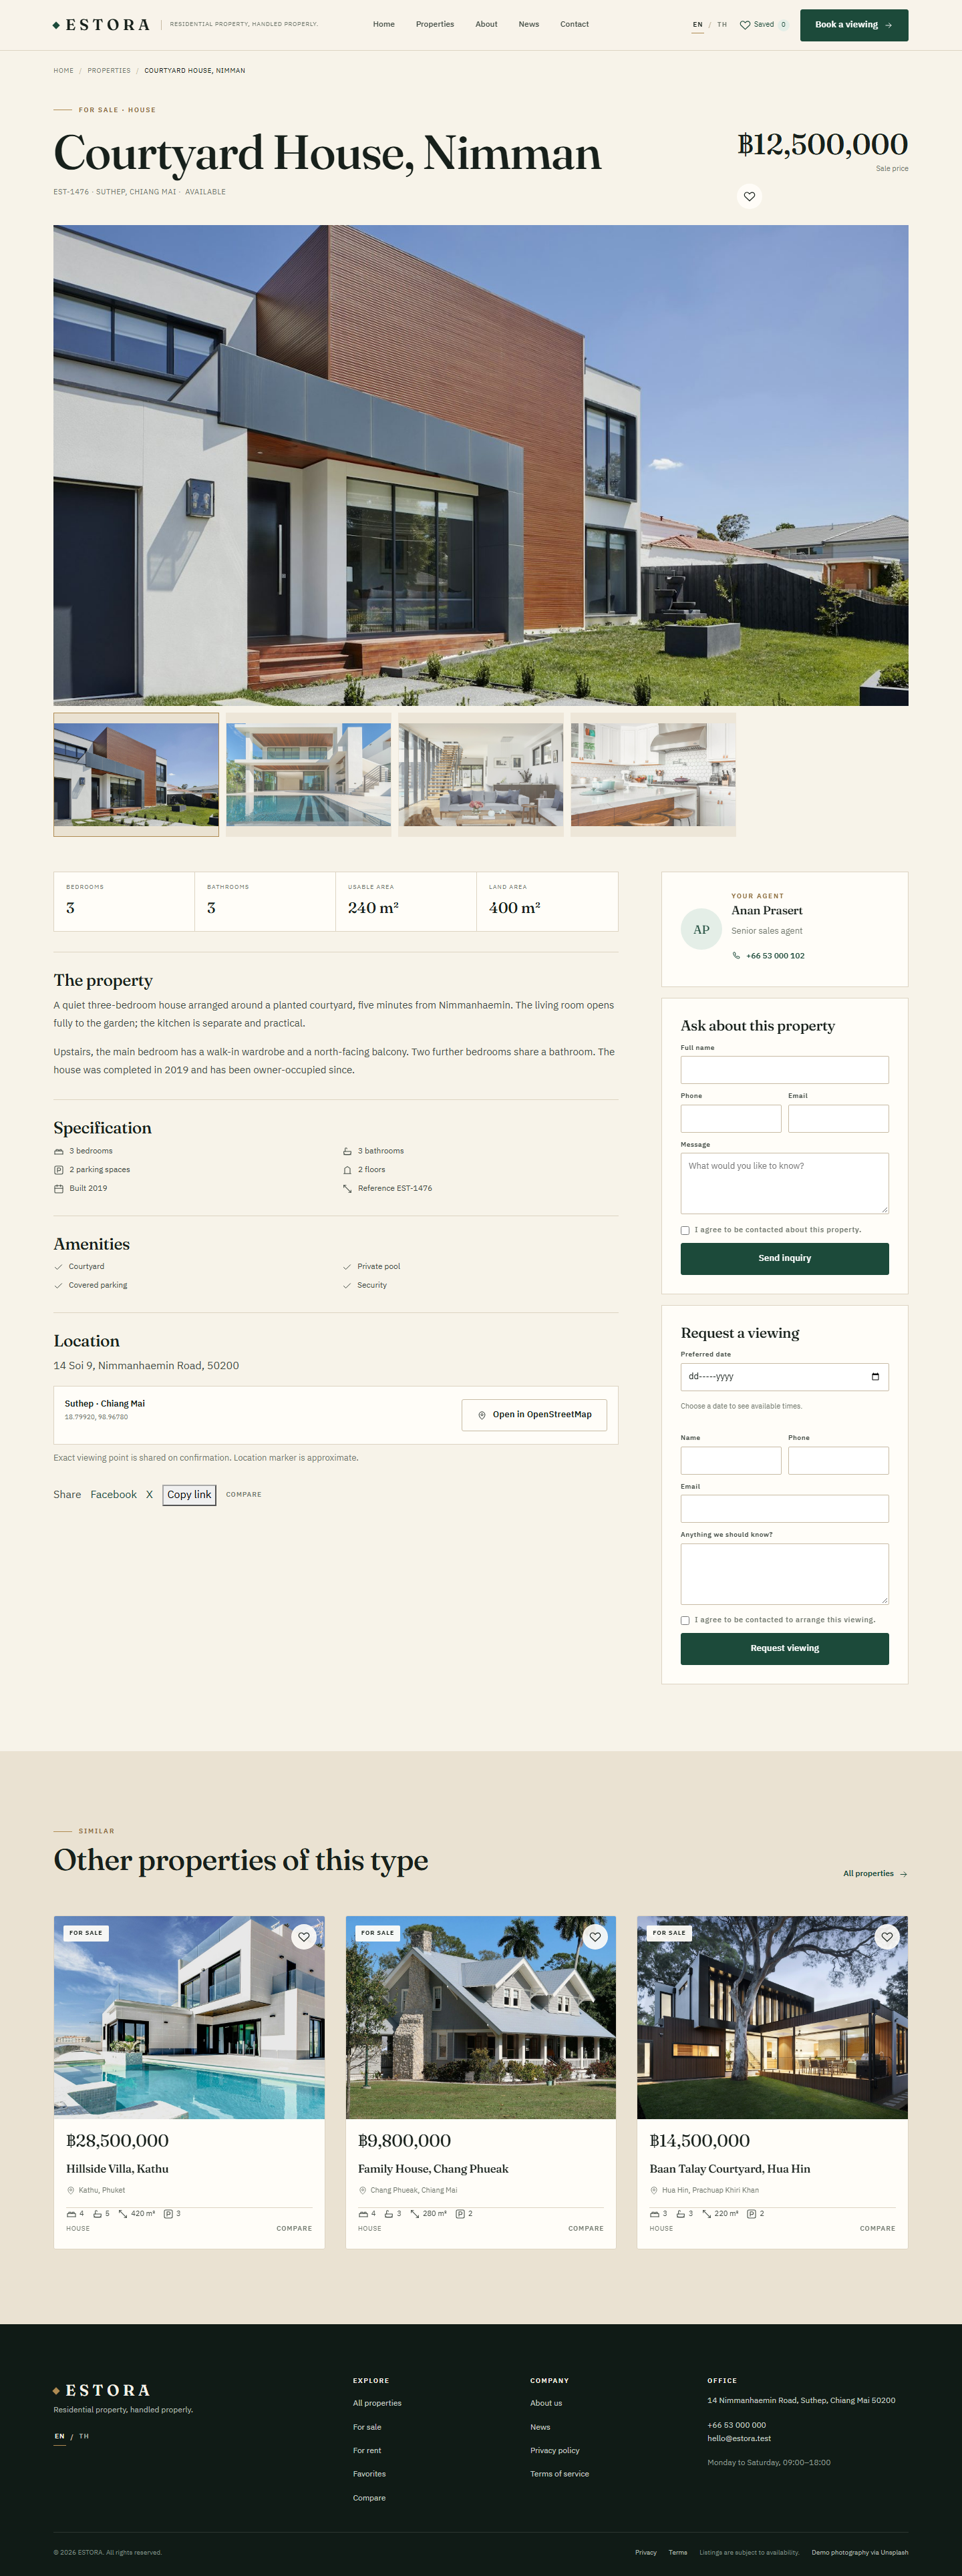 ESTORA
RESIDENTIAL PROPERTY, HANDLED PROPERLY.
Home
Properties
About
News
Contact
EN / TH
Saved 0
Book a viewing →
HOME / PROPERTIES / COURTYARD HOUSE, NIMMAN
FOR SALE · HOUSE
Courtyard House, Nimman
฿12,500,000
Sale price
EST-1476 · SUTHEP, CHIANG MAI · AVAILABLE
BEDROOMS
3
BATHROOMS
3
USABLE AREA
240 m²
LAND AREA
400 m²
The property
A quiet three-bedroom house arranged around a planted courtyard, five minutes from Nimmanhaemin. The living room opens
fully to the garden; the kitchen is separate and practical.
Upstairs, the main bedroom has a walk-in wardrobe and a north-facing balcony. Two further bedrooms share a bathroom. The
house was completed in 2019 and has been owner-occupied since.
Specification
3 bedrooms
3 bathrooms
2 parking spaces
2 floors
Built 2019
Reference EST-1476
Amenities
Courtyard
Private pool
Covered parking
Security
Location
14 Soi 9, Nimmanhaemin Road, 50200
Suthep · Chiang Mai
18.79920, 98.96780
Open in OpenStreetMap
Exact viewing point is shared on confirmation. Location marker is approximate.
Share
Facebook
X
Copy link
COMPARE
AP
YOUR AGENT
Anan Prasert
Senior sales agent
+66 53 000 102
Ask about this property
Full name
Phone
Email
Message
What would you like to know?
I agree to be contacted about this property.
Send inquiry
Request a viewing
Preferred date
dd-----yyyy
Choose a date to see available times.
Name
Phone
Email
Anything we should know?
I agree to be contacted to arrange this viewing.
Request viewing
SIMILAR
Other properties of this type
All properties →
FOR SALE
฿28,500,000
Hillside Villa, Kathu
Kathu, Phuket
4 5 420 m² 3
HOUSE
COMPARE
FOR SALE
฿9,800,000
Family House, Chang Phueak
Chang Phueak, Chiang Mai
4 3 280 m² 2
HOUSE
COMPARE
FOR SALE
฿14,500,000
Baan Talay Courtyard, Hua Hin
Hua Hin, Prachuap Khiri Khan
3 3 220 m² 2
HOUSE
COMPARE
ESTORA
Residential property, handled properly.
EN / TH
EXPLORE
All properties
For sale
For rent
Favorites
Compare
COMPANY
About us
News
Privacy policy
Terms of service
OFFICE
14 Nimmanhaemin Road, Suthep, Chiang Mai 50200
+66 53 000 000
hello@estora.test
Monday to Saturday, 09:00–18:00
© 2026 ESTORA. All rights reserved.
Privacy
Terms
Listings are subject to availability.
Demo photography via Unsplash